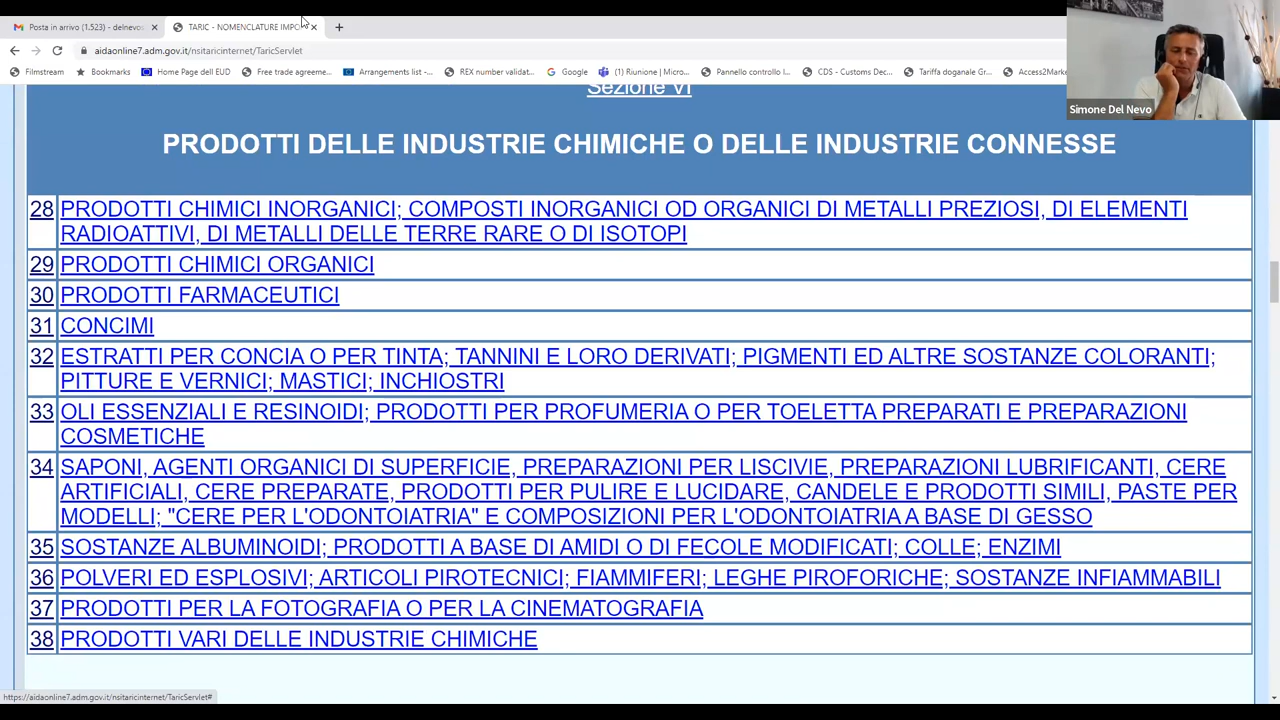 Posta in arrivo (1.523) - delnevo
TARIC - NOMENCLATURE IMPO
aidaonline7.adm.gov.it/nsitaricinternet/TaricServlet
Filmstream
Bookmarks
Home Page dell EUD
Free trade agreeme...
Arrangements list -...
REX number validat...
Google
(1) Riunione | Micro...
Pannello controllo I...
CDS - Customs Dec...
Tariffa doganale Gr...
Access2Marke
Simone Del Nevo
Sezione VI
PRODOTTI DELLE INDUSTRIE CHIMICHE O DELLE INDUSTRIE CONNESSE
28 PRODOTTI CHIMICI INORGANICI; COMPOSTI INORGANICI OD ORGANICI DI METALLI PREZIOSI, DI ELEMENTI
RADIOATTIVI, DI METALLI DELLE TERRE RARE O DI ISOTOPI
29 PRODOTTI CHIMICI ORGANICI
30 PRODOTTI FARMACEUTICI
31 CONCIMI
32 ESTRATTI PER CONCIA O PER TINTA; TANNINI E LORO DERIVATI; PIGMENTI ED ALTRE SOSTANZE COLORANTI;
PITTURE E VERNICI; MASTICI; INCHIOSTRI
33 OLI ESSENZIALI E RESINOIDI; PRODOTTI PER PROFUMERIA O PER TOELETTA PREPARATI E PREPARAZIONI
COSMETICHE
34 SAPONI, AGENTI ORGANICI DI SUPERFICIE, PREPARAZIONI PER LISCIVIE, PREPARAZIONI LUBRIFICANTI, CERE
ARTIFICIALI, CERE PREPARATE, PRODOTTI PER PULIRE E LUCIDARE, CANDELE E PRODOTTI SIMILI, PASTE PER
MODELLI; "CERE PER L'ODONTOIATRIA" E COMPOSIZIONI PER L'ODONTOIATRIA A BASE DI GESSO
35 SOSTANZE ALBUMINOIDI; PRODOTTI A BASE DI AMIDI O DI FECOLE MODIFICATI; COLLE; ENZIMI
36 POLVERI ED ESPLOSIVI; ARTICOLI PIROTECNICI; FIAMMIFERI; LEGHE PIROFORICHE; SOSTANZE INFIAMMABILI
37 PRODOTTI PER LA FOTOGRAFIA O PER LA CINEMATOGRAFIA
38 PRODOTTI VARI DELLE INDUSTRIE CHIMICHE
https://aidaonline7.adm.gov.it/nsitaricinternet/TaricServlet#